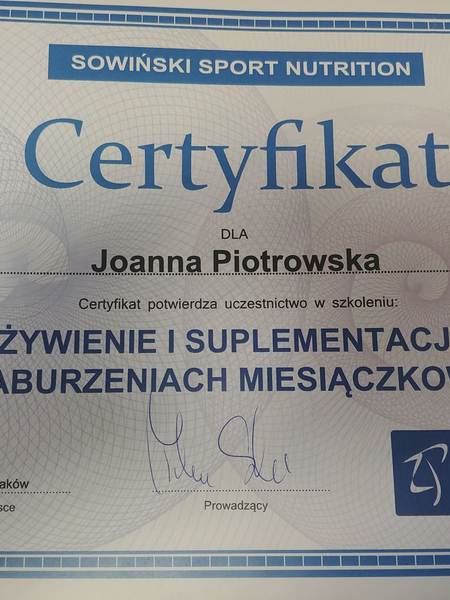 SOWIŃSKI SPORT NUTRITION
Certyfikat
DLA
Joanna Piotrowska
Certyfikat potwierdza uczestnictwo w szkoleniu:
ŻYWIENIE I SUPLEMENTACJ
ABURZENIACH MIESIĄCZKOW
aków
sce
Prowadzący